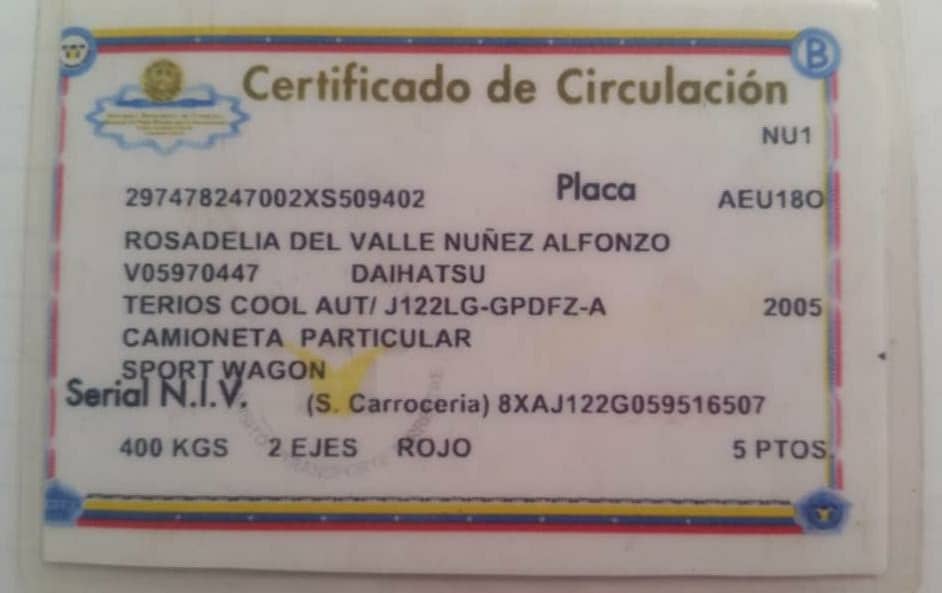 B
Certificado de Circulación
NU1
297478247002XS509402 Placa AEU18O
ROSADELIA DEL VALLE NUÑEZ ALFONZO
V05970447 DAIHATSU
TERIOS COOL AUT/ J122LG-GPDFZ-A 2005
CAMIONETA PARTICULAR
SPORT WAGON
Serial N.I.V. (S. Carroceria) 8XAJ122G059516507
400 KGS 2 EJES ROJO 5 PTOS.